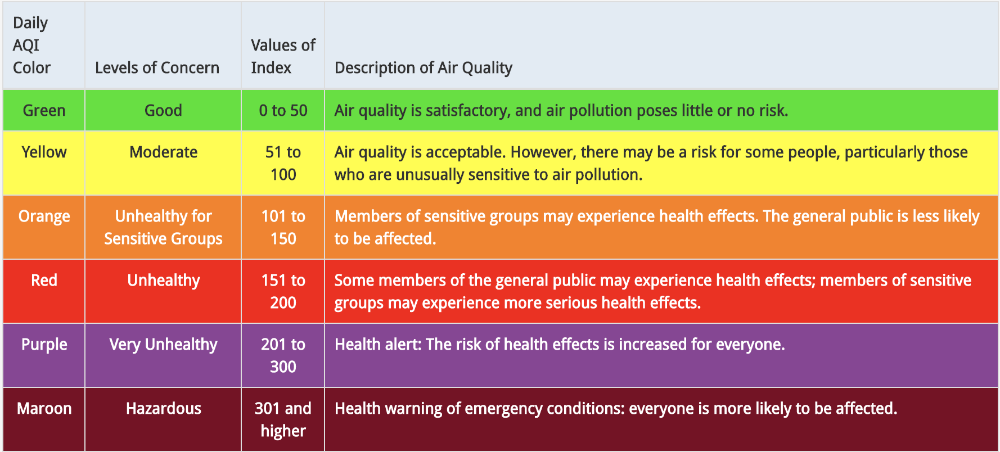 Daily
AQI
Color
Levels of Concern
Values of
Index
Description of Air Quality
Green
Good
0 to 50
Air quality is satisfactory, and air pollution poses little or no risk.
Yellow
Moderate
51 to
100
Air quality is acceptable. However, there may be a risk for some people, particularly those
who are unusually sensitive to air pollution.
Orange
Unhealthy for
Sensitive Groups
101 to
150
Members of sensitive groups may experience health effects. The general public is less likely
to be affected.
Red
Unhealthy
151 to
200
Some members of the general public may experience health effects; members of sensitive
groups may experience more serious health effects.
Purple
Very Unhealthy
201 to
300
Health alert: The risk of health effects is increased for everyone.
Maroon
Hazardous
301 and
higher
Health warning of emergency conditions: everyone is more likely to be affected.